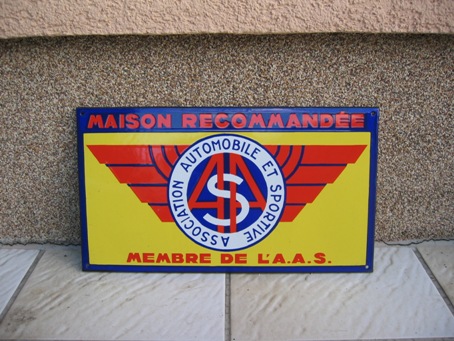 MAISON RECOMMANDÉE
ASSOCIATION AUTOMOBILE ET SPORTIVE
AAS
MEMBRE DE L'A.A.S.